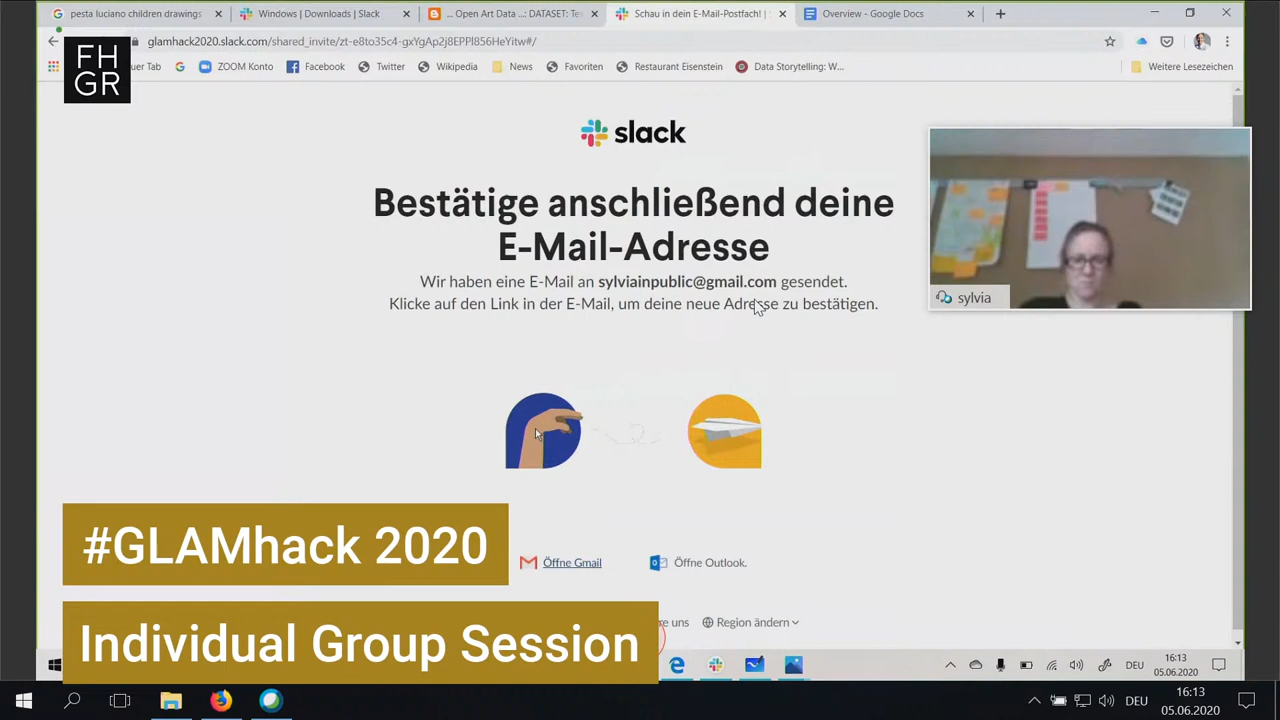 pesta luciano children drawings
Windows | Downloads | Slack
... Open Art Data ...: DATASET: Te
Schau in dein E-Mail-Postfach! | S
Overview - Google Docs
glamhack2020.slack.com/shared_invite/zt-e8to35c4-gxYgAp2j8EPPl856HeYitw#/
uer Tab
ZOOM Konto
Facebook
Twitter
Wikipedia
News
Favoriten
Restaurant Eisenstein
Data Storytelling: W...
Weitere Lesezeichen
FH
GR
slack
Bestätige anschließend deine
E-Mail-Adresse
Wir haben eine E-Mail an sylviainpublic@gmail.com gesendet.
Klicke auf den Link in der E-Mail, um deine neue Adresse zu bestätigen.
sylvia
#GLAMhack 2020
Öffne Gmail
Öffne Outlook.
Individual Group Session
re uns
Region ändern
DEU
16:13
05.06.2020
DEU
16:13
05.06.2020